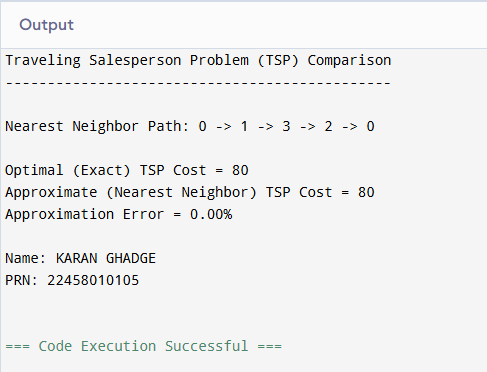 Output
Traveling Salesperson Problem (TSP) Comparison
----------------------------------------------
Nearest Neighbor Path: 0 -> 1 -> 3 -> 2 -> 0
Optimal (Exact) TSP Cost = 80
Approximate (Nearest Neighbor) TSP Cost = 80
Approximation Error = 0.00%
Name: KARAN GHADGE
PRN: 22458010105
=== Code Execution Successful ===